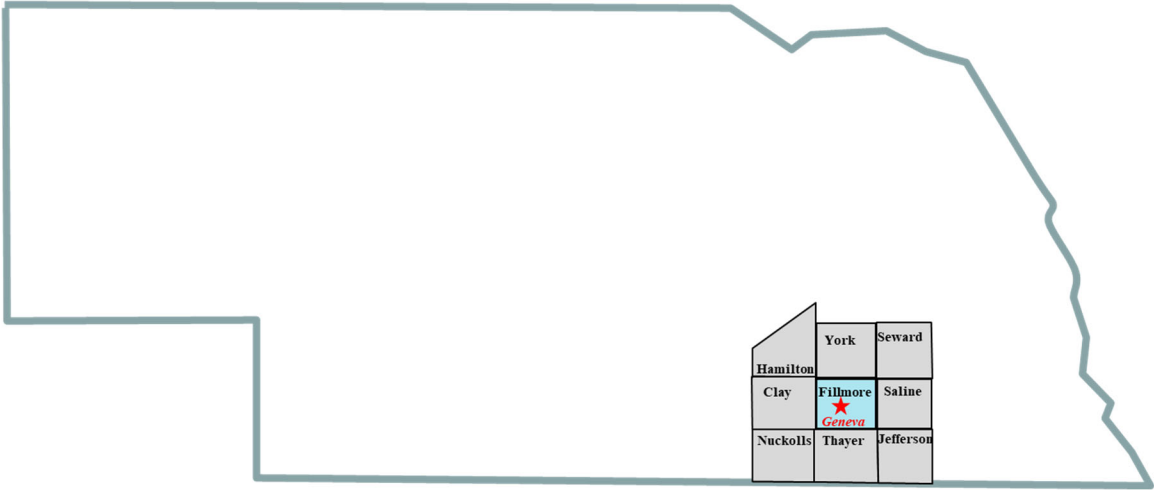 York
Seward
Hamilton
Clay
Fillmore
Saline
Geneva
Nuckolls
Thayer
Jefferson